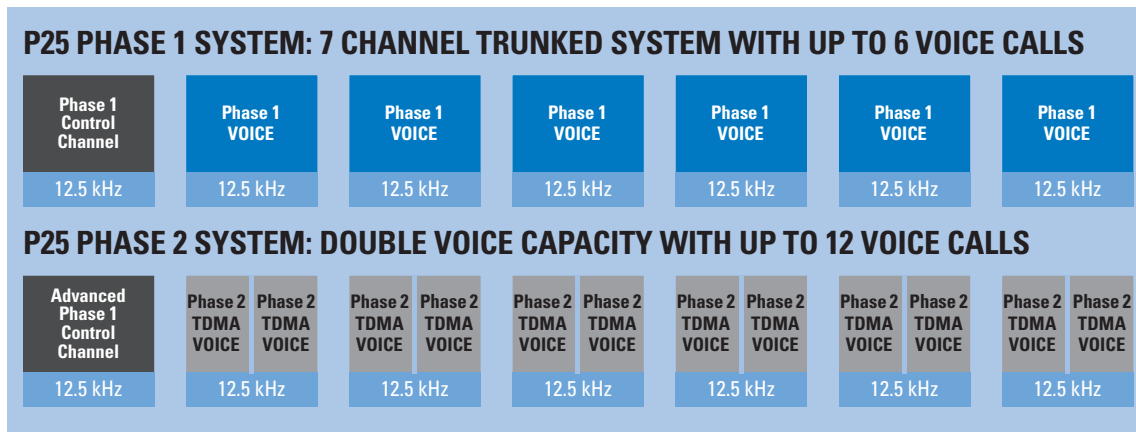 P25 PHASE 1 SYSTEM: 7 CHANNEL TRUNKED SYSTEM WITH UP TO 6 VOICE CALLS
Phase 1
Control
Channel
12.5 kHz
Phase 1
VOICE
12.5 kHz
Phase 1
VOICE
12.5 kHz
Phase 1
VOICE
12.5 kHz
Phase 1
VOICE
12.5 kHz
Phase 1
VOICE
12.5 kHz
Phase 1
VOICE
12.5 kHz
P25 PHASE 2 SYSTEM: DOUBLE VOICE CAPACITY WITH UP TO 12 VOICE CALLS
Advanced
Phase 1
Control
Channel
12.5 kHz
Phase 2
TDMA
VOICE
Phase 2
TDMA
VOICE
12.5 kHz
Phase 2
TDMA
VOICE
Phase 2
TDMA
VOICE
12.5 kHz
Phase 2
TDMA
VOICE
Phase 2
TDMA
VOICE
12.5 kHz
Phase 2
TDMA
VOICE
Phase 2
TDMA
VOICE
12.5 kHz
Phase 2
TDMA
VOICE
Phase 2
TDMA
VOICE
12.5 kHz
Phase 2
TDMA
VOICE
Phase 2
TDMA
VOICE
12.5 kHz